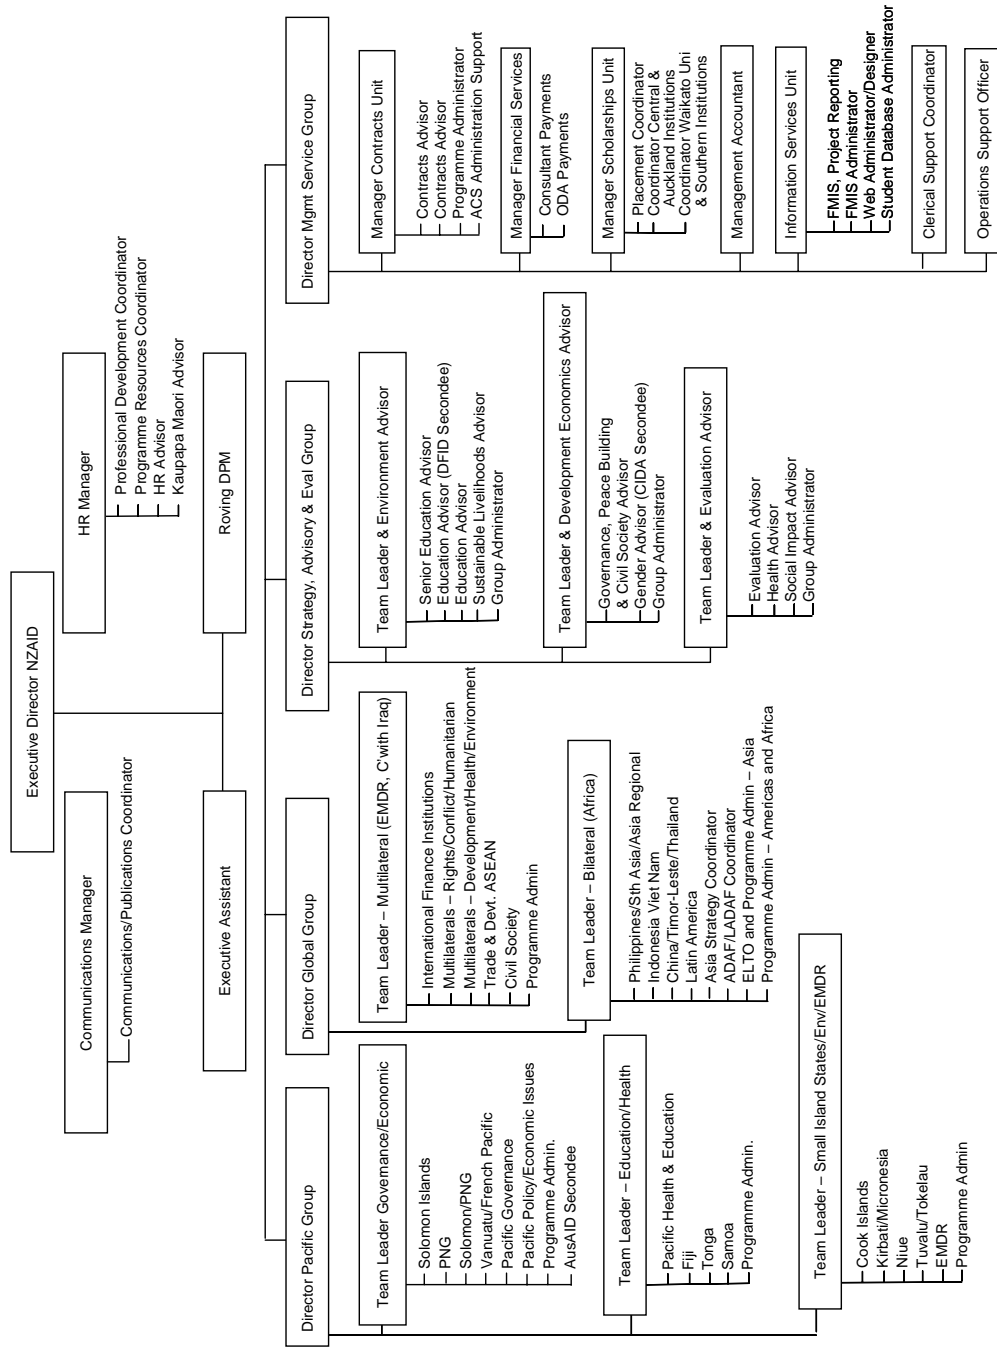 Executive Director NZAID
Communications Manager
Communications/Publications Coordinator
HR Manager
Professional Development Coordinator
Programme Resources Coordinator
HR Advisor
Kaupapa Maori Advisor
Executive Assistant
Roving DPM
Director Pacific Group
Team Leader Governance/Economic
Solomon Islands
PNG
Solomon/PNG
Vanuatu/French Pacific
Pacific Governance
Pacific Policy/Economic Issues
Programme Admin.
AusAID Secondee
Team Leader – Education/Health
Pacific Health & Education
Fiji
Tonga
Samoa
Programme Admin.
Team Leader – Small Island States/Env/EMDR
Cook Islands
Kirbati/Micronesia
Niue
Tuvalu/Tokelau
EMDR
Programme Admin
Director Global Group
Team Leader – Multilateral (EMDR, C'with Iraq)
International Finance Institutions
Multilaterals – Rights/Conflict/Humanitarian
Multilaterals – Development/Health/Environment
Trade & Devt. ASEAN
Civil Society
Programme Admin
Team Leader – Bilateral (Africa)
Philippines/Sth Asia/Asia Regional
Indonesia Viet Nam
China/Timor-Leste/Thailand
Latin America
Asia Strategy Coordinator
ADAF/LADAF Coordinator
ELTO and Programme Admin – Asia
Programme Admin – Americas and Africa
Director Strategy, Advisory & Eval Group
Team Leader & Environment Advisor
Senior Education Advisor
Education Advisor (DFID Secondee)
Education Advisor
Sustainable Livelihoods Advisor
Group Administrator
Team Leader & Development Economics Advisor
Governance, Peace Building
& Civil Society Advisor
Gender Advisor (CIDA Secondee)
Group Administrator
Team Leader & Evaluation Advisor
Evaluation Advisor
Health Advisor
Social Impact Advisor
Group Administrator
Director Mgmt Service Group
Manager Contracts Unit
Contracts Advisor
Contracts Advisor
Programme Administrator
ACS Administration Support
Manager Financial Services
Consultant Payments
ODA Payments
Manager Scholarships Unit
Placement Coordinator
Coordinator Central &
Auckland Institutions
Coordinator Waikato Uni
& Southern Institutions
Management Accountant
Information Services Unit
FMIS, Project Reporting
FMIS Administrator
Web Administrator/Designer
Student Database Administrator
Clerical Support Coordinator
Operations Support Officer